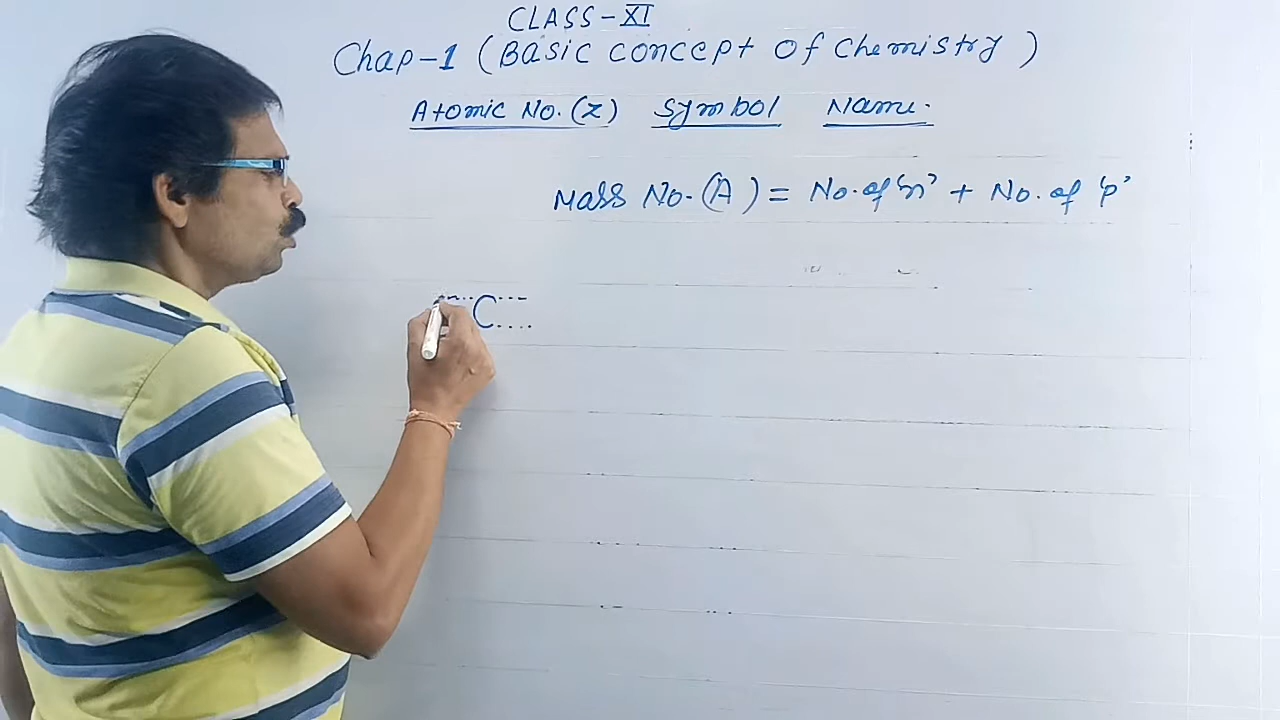 CLASS-XI
Chap-1 (Basic concept of chemistry)
Atomic No.(z) Symbol Name.
Mass No.(A) = No.of 'n' + No.of 'p'
C